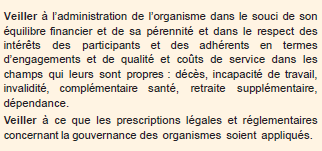 Veiller à l'administration de l'organisme dans le souci de son
équilibre financier et de sa pérennité et dans le respect des
intérêts des participants et des adhérents en termes
d'engagements et de qualité et coûts de service dans les
champs qui leurs sont propres : décès, incapacité de travail,
invalidité, complémentaire santé, retraite supplémentaire,
dépendance.
Veiller à ce que les prescriptions légales et réglementaires
concernant la gouvernance des organismes soient appliqués.